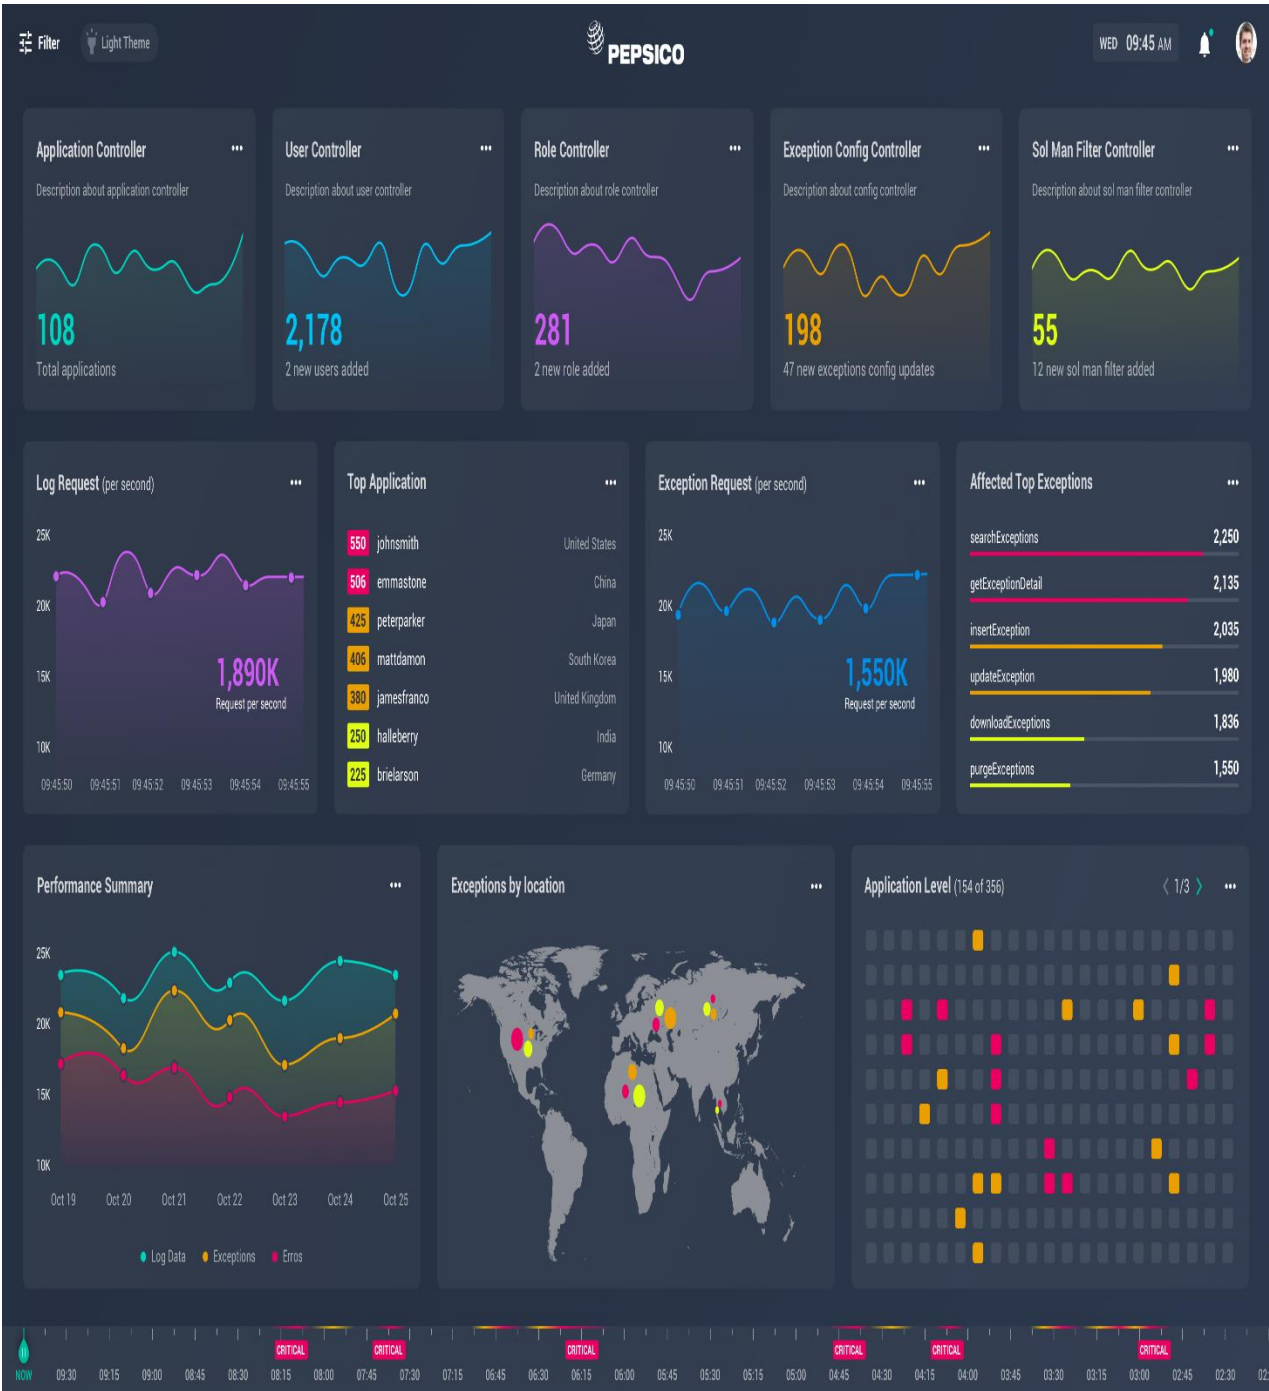 Filter
Light Theme
PEPSICO
WED 09:45 AM
Application Controller
Description about application controller
108
Total applications
User Controller
Description about user controller
2,178
2 new users added
Role Controller
Description about role controller
281
2 new role added
Exception Config Controller
Description about config controller
198
47 new exceptions config updates
Sol Man Filter Controller
Description about sol man filter controller
55
12 new sol man filter added
Log Request (per second)
25K
20K
15K
10K
1,890K
Request per second
09:45:50 09:45:51 09:45:52 09:45:53 09:45:54 09:45:55
Top Application
550 johnsmith United States
506 emmastone China
425 peterparker Japan
406 mattdamon South Korea
380 jamesfranco United Kingdom
250 halleberry India
225 brielarson Germany
Exception Request (per second)
25K
20K
15K
10K
1,550K
Request per second
09:45:50 09:45:51 09:45:52 09:45:53 09:45:54 09:45:55
Affected Top Exceptions
searchExceptions 2,250
getExceptionDetail 2,135
insertException 2,035
updateException 1,980
downloadExceptions 1,836
purgeExceptions 1,550
Performance Summary
25K
20K
15K
10K
Oct 19 Oct 20 Oct 21 Oct 22 Oct 23 Oct 24 Oct 25
Log Data Exceptions Erros
Exceptions by location
Application Level (154 of 356)
1/3
CRITICAL CRITICAL CRITICAL CRITICAL CRITICAL CRITICAL
NOW 09:30 09:15 09:00 08:45 08:30 08:15 08:00 07:45 07:30 07:15 06:45 06:30 06:15 06:00 05:45 05:30 05:15 05:00 04:45 04:30 04:15 04:00 03:45 03:30 03:15 03:00 02:45 02:30 02: